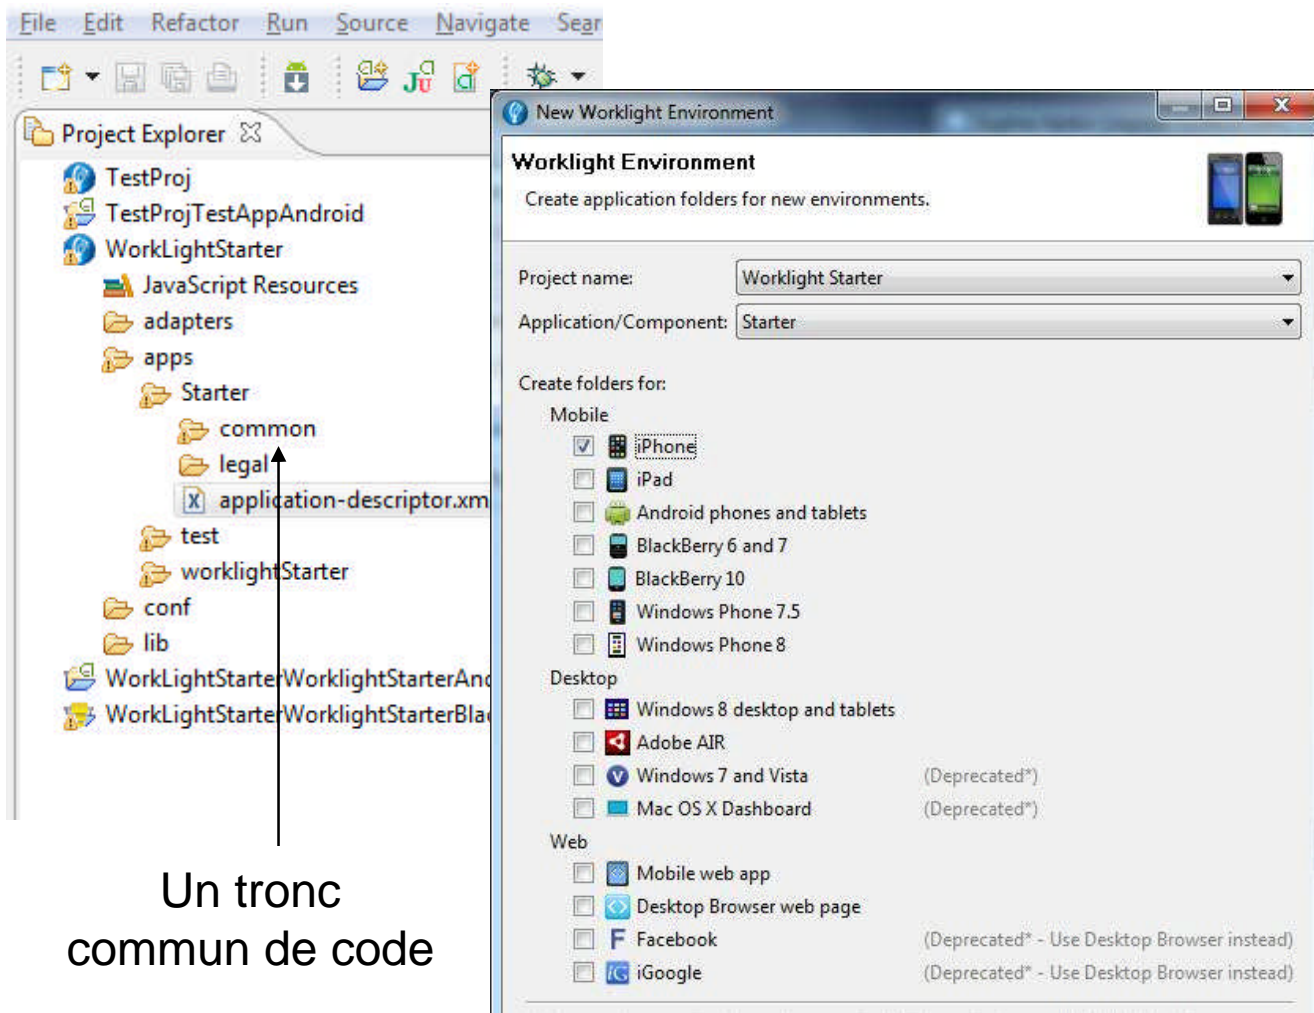 File Edit Refactor Run Source Navigate
Project Explorer
TestProj
TestProjTestAppAndroid
WorkLightStarter
JavaScript Resources
adapters
apps
Starter
common
legal
application-descriptor.xm
test
worklightStarter
conf
lib
WorkLightStarterWorklightStarterAnd
WorkLightStarterWorklightStarterBla
Un tronc
commun de code
New Worklight Environment
Worklight Environment
Create application folders for new environments.
Project name: Worklight Starter
Application/Component: Starter
Create folders for:
Mobile
iPhone
iPad
Android phones and tablets
BlackBerry 6 and 7
BlackBerry 10
Windows Phone 7.5
Windows Phone 8
Desktop
Windows 8 desktop and tablets
Adobe AIR
Windows 7 and Vista (Deprecated*)
Mac OS X Dashboard (Deprecated*)
Web
Mobile web app
Desktop Browser web page
Facebook (Deprecated* - Use Desktop Browser instead)
iGoogle (Deprecated* - Use Desktop Browser instead)